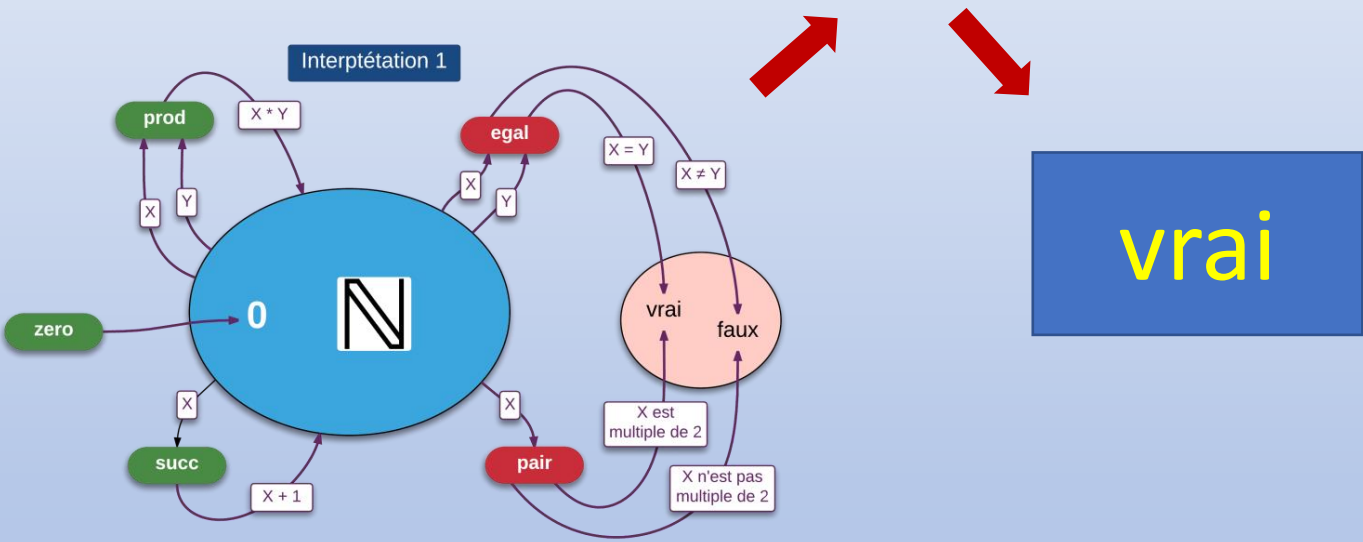 Interptétation 1
prod
X * Y
egal
X = Y
X ≠ Y
X
Y
X
Y
vrai
0
ℕ
vrai
faux
zero
X
X
X est
multiple de 2
succ
pair
X n'est pas
multiple de 2
X + 1